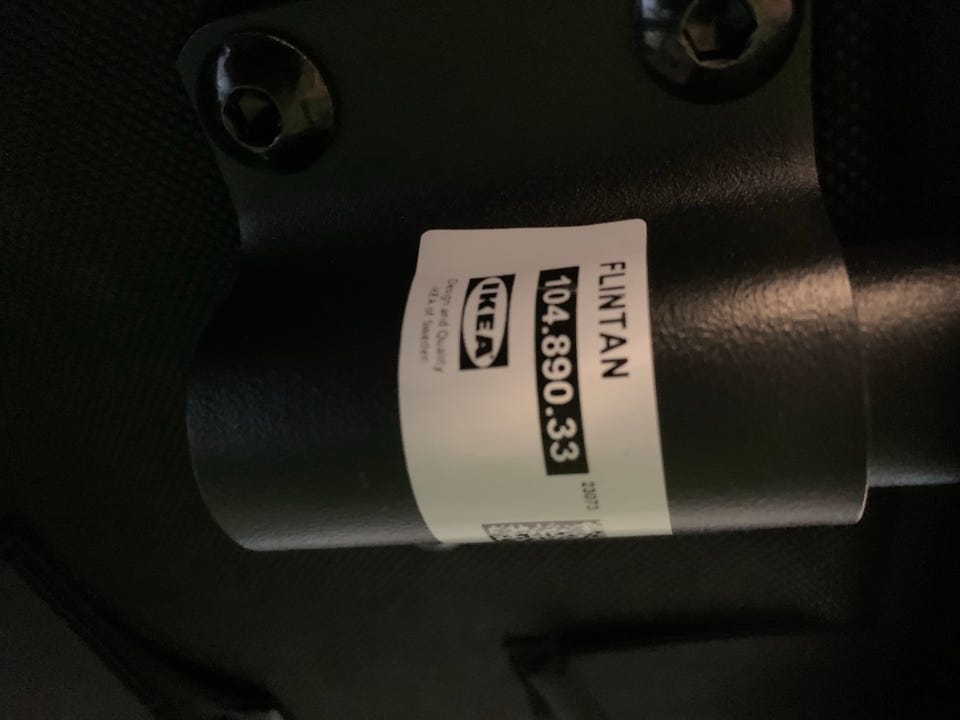 FLINTAN
104.890.33
23073
IKEA
Design and Quality
IKEA of Sweden